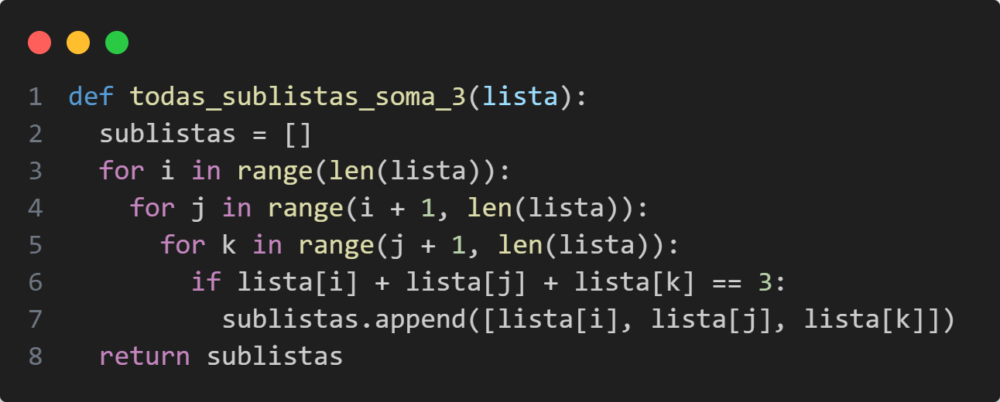 1 def todas_sublistas_soma_3(lista):
2   sublistas = []
3   for i in range(len(lista)):
4     for j in range(i + 1, len(lista)):
5       for k in range(j + 1, len(lista)):
6         if lista[i] + lista[j] + lista[k] == 3:
7           sublistas.append([lista[i], lista[j], lista[k]])
8   return sublistas